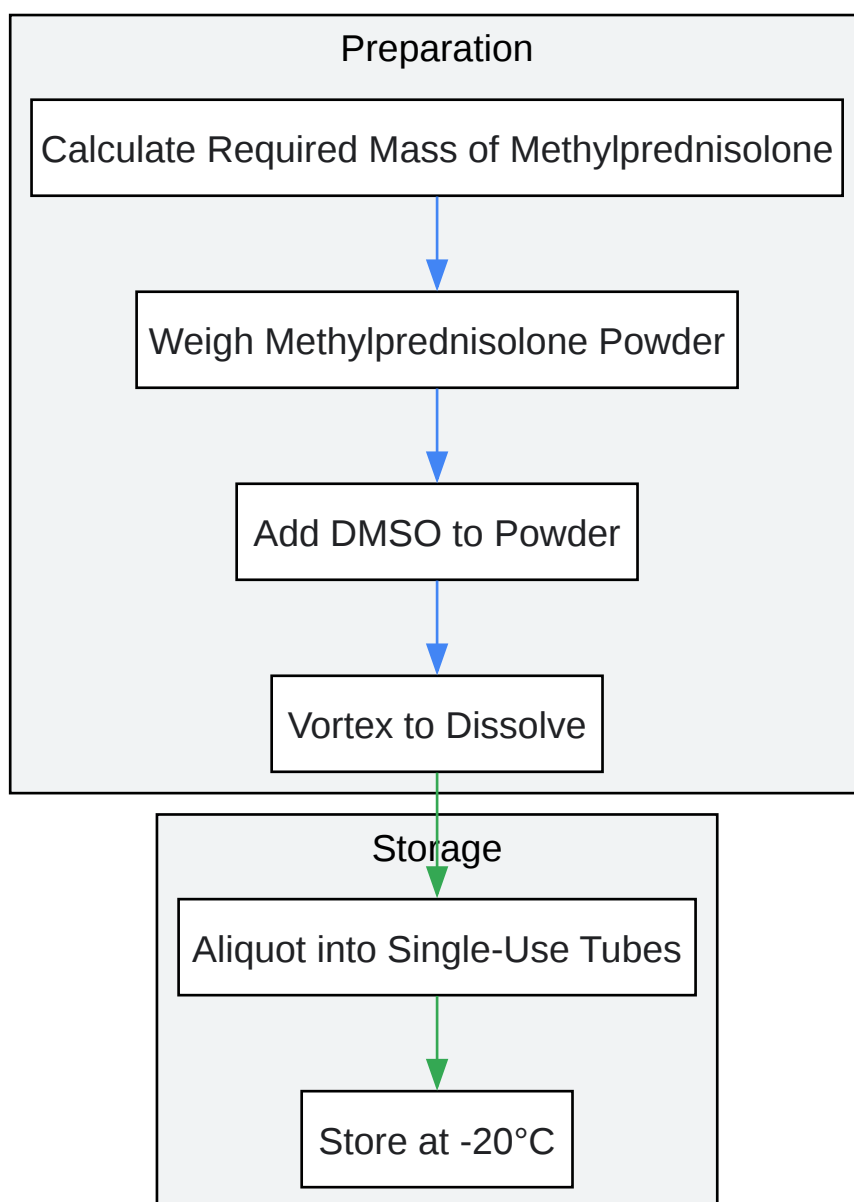 Preparation
Calculate Required Mass of Methylprednisolone
Weigh Methylprednisolone Powder
Add DMSO to Powder
Vortex to Dissolve
Storage
Aliquot into Single-Use Tubes
Store at -20°C